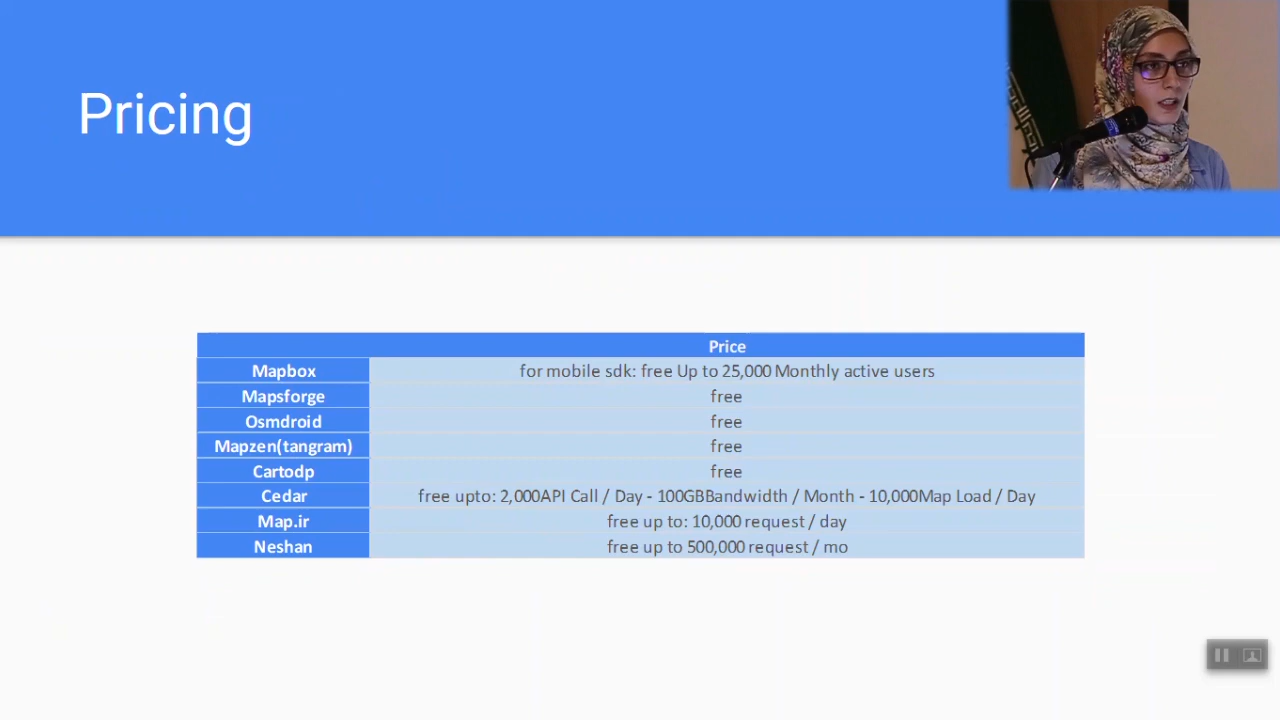 Pricing
Price
Mapbox for mobile sdk: free Up to 25,000 Monthly active users
Mapsforge free
Osmdroid free
Mapzen(tangram) free
Cartodp free
Cedar free upto: 2,000API Call / Day - 100GBBandwidth / Month - 10,000Map Load / Day
Map.ir free up to: 10,000 request / day
Neshan free up to 500,000 request / mo